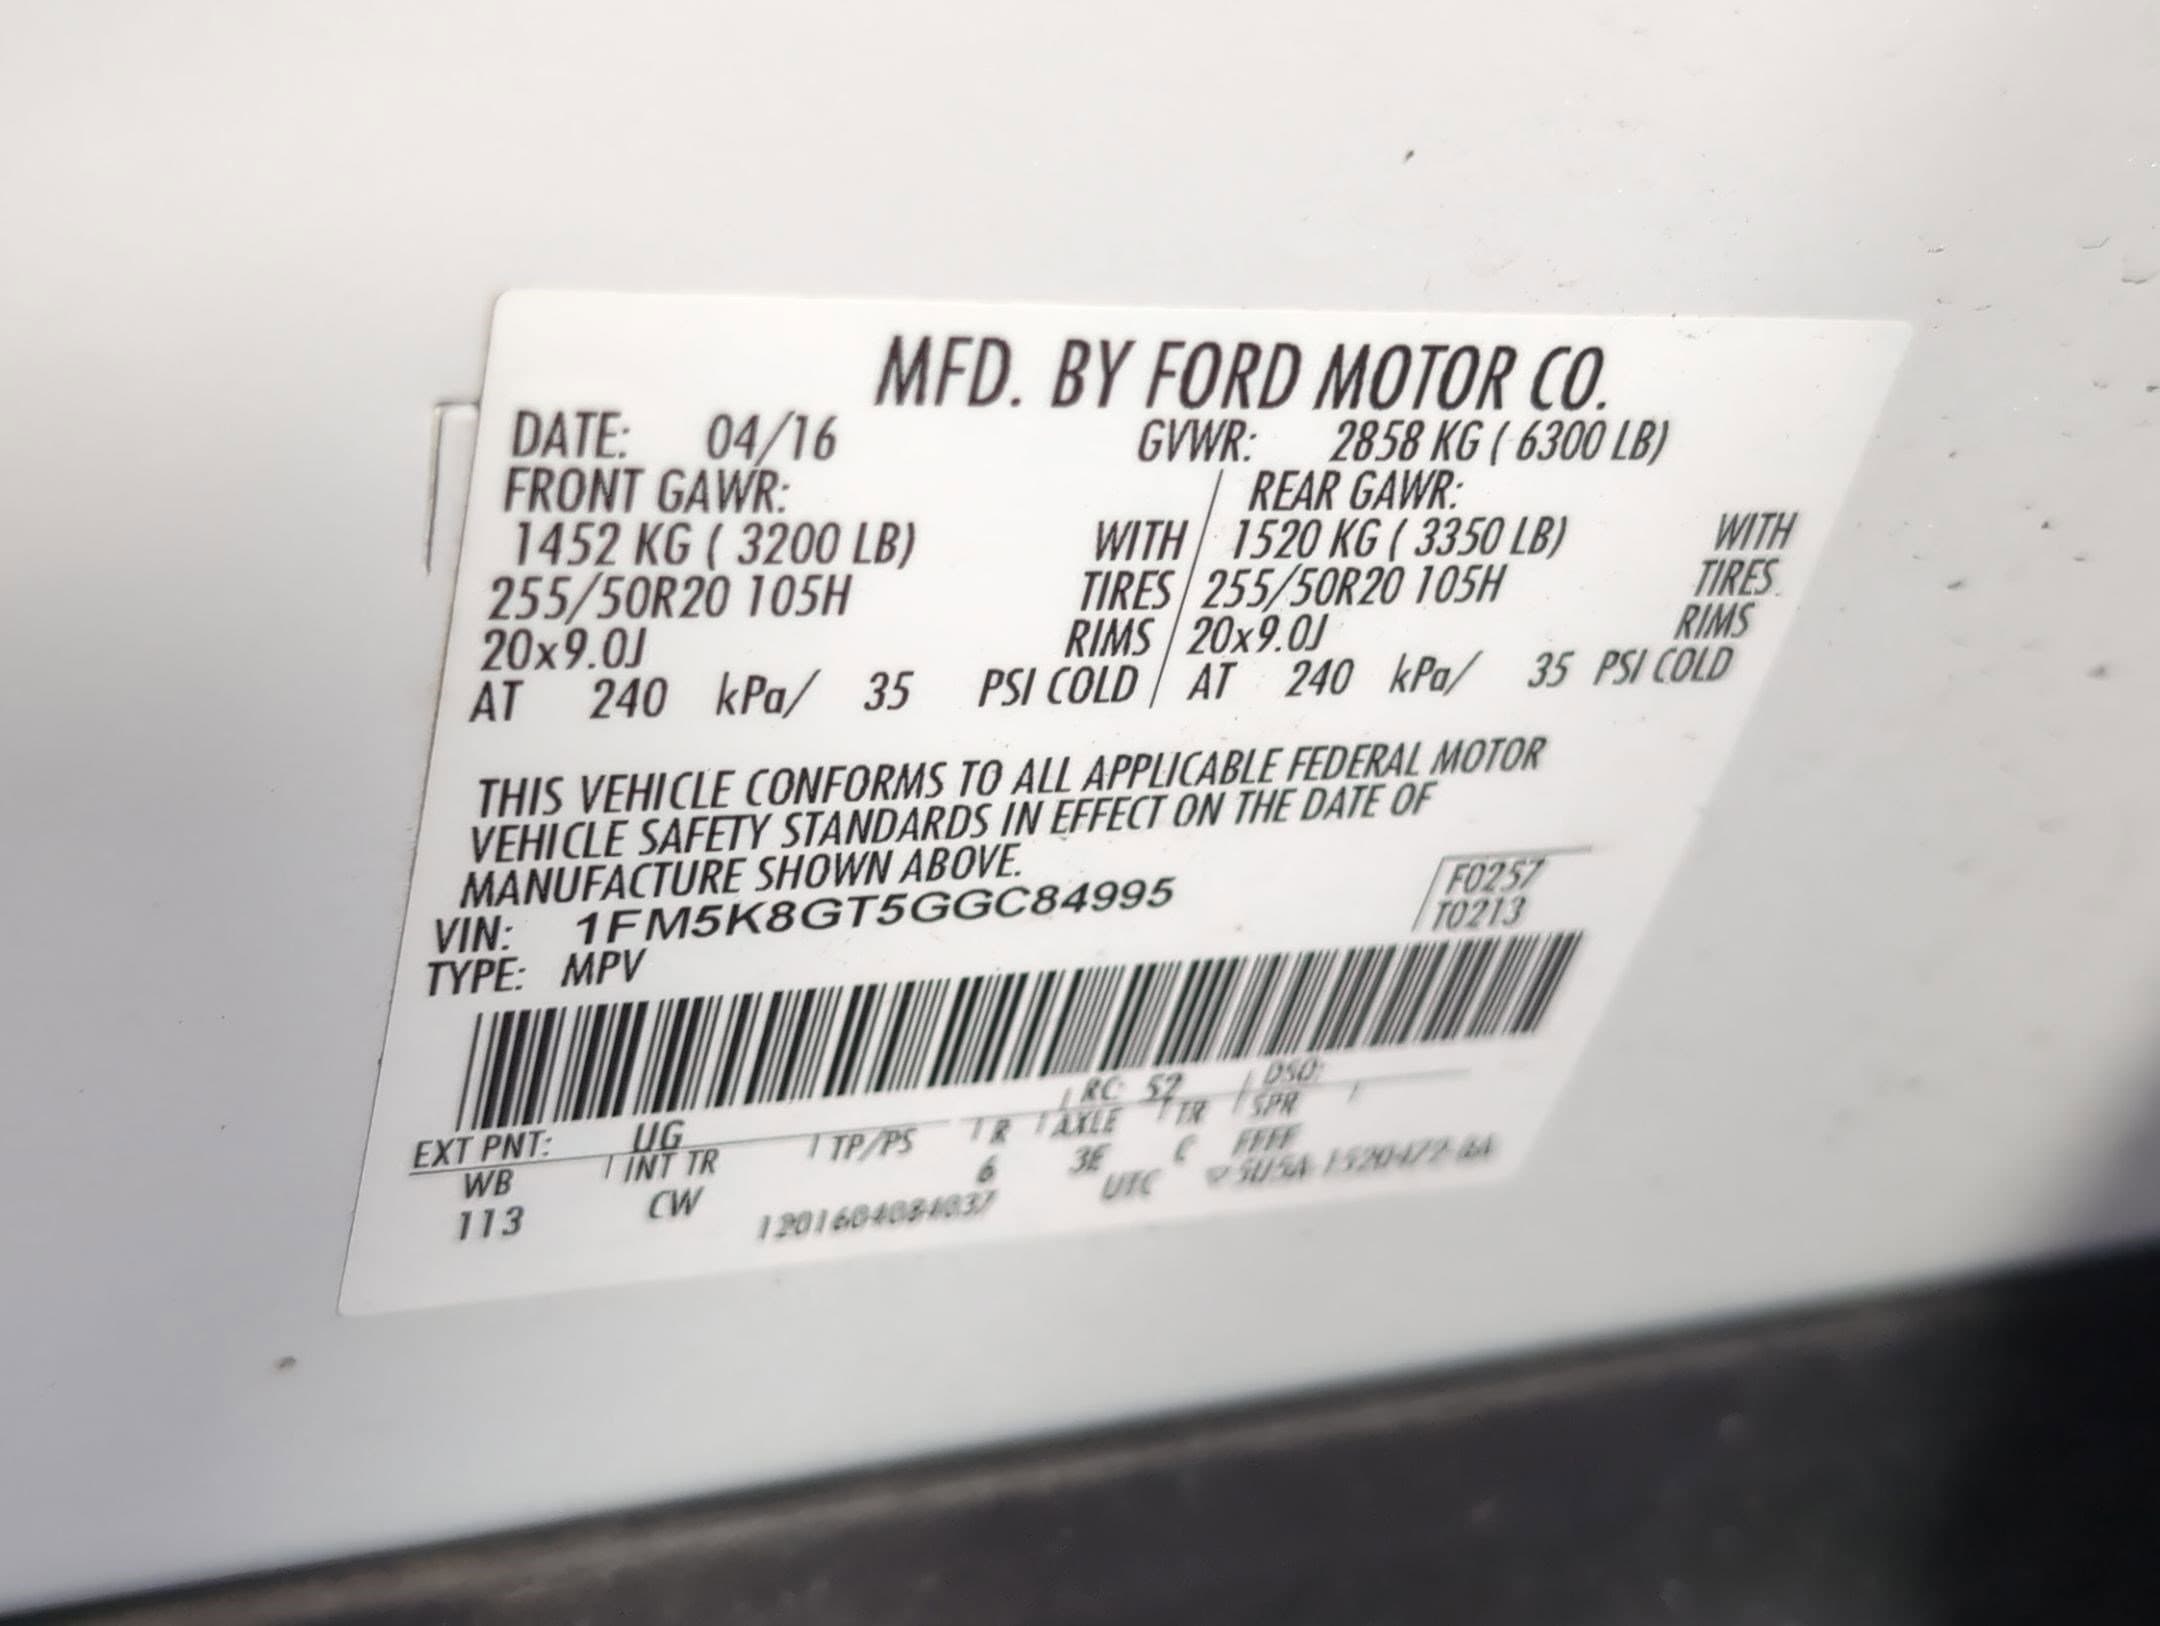 MFD. BY FORD MOTOR CO.
DATE: 04/16 GVWR: 2858 KG ( 6300 LB)
FRONT GAWR: / REAR GAWR:
1452 KG ( 3200 LB) WITH / 1520 KG ( 3350 LB) WITH
255/50R20 105H TIRES / 255/50R20 105H TIRES
20x9.0J RIMS / 20x9.0J RIMS
AT 240 kPa/ 35 PSI COLD / AT 240 kPa/ 35 PSI COLD
THIS VEHICLE CONFORMS TO ALL APPLICABLE FEDERAL MOTOR
VEHICLE SAFETY STANDARDS IN EFFECT ON THE DATE OF
MANUFACTURE SHOWN ABOVE.
F0257
VIN: 1FM5K8GT5GGC84995 T0213
TYPE: MPV
EXT PNT: UG RC: 52 DSO:
WB INT TR TP/PS R AXLE TR SPR
113 CW 6 3E C FFFF
UTC